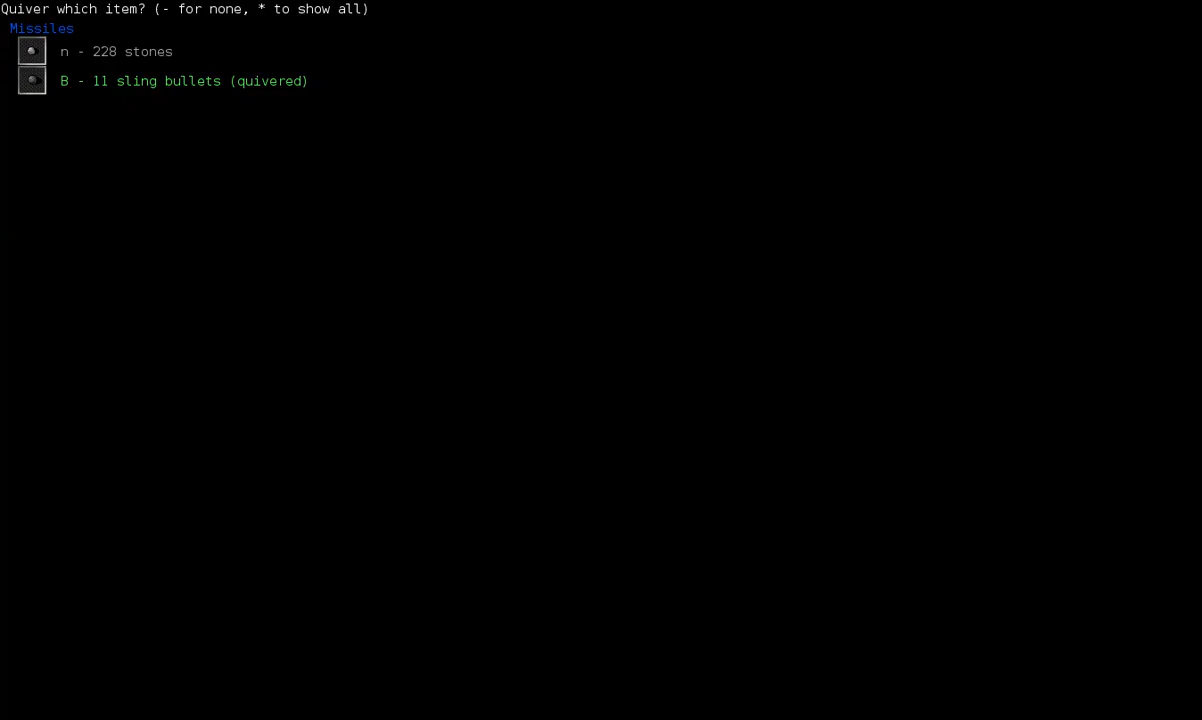 Quiver which item? (- for none, * to show all)
Missiles
n - 228 stones
B - 11 sling bullets (quivered)